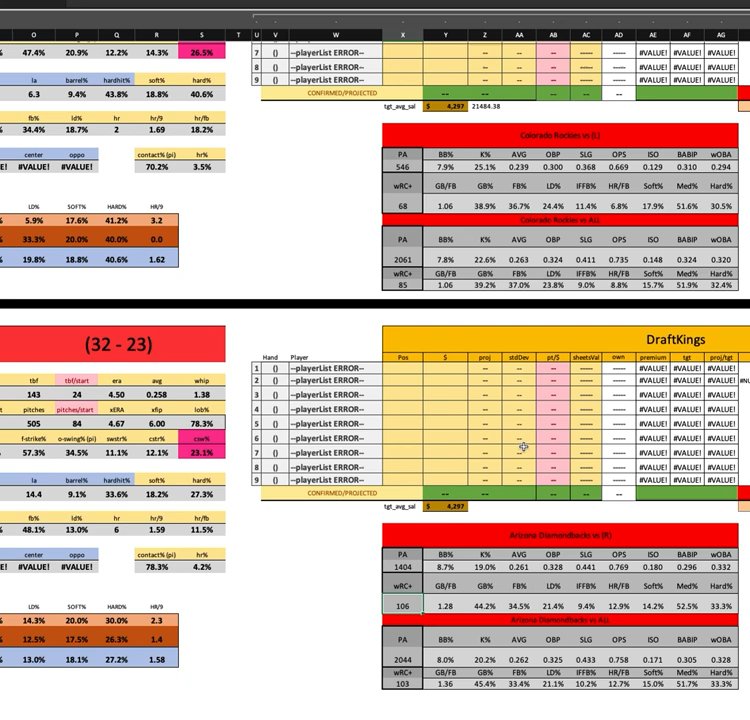 O P Q R S T U V W X Y Z AA AB AC AD AE AF AG
47.4% 20.9% 12.2% 14.3% 26.5% 7 () --playerList ERROR-- -- -- -- ----- ----- #VALUE! #VALUE! #VALUE!
8 () --playerList ERROR-- -- -- -- ----- ----- #VALUE! #VALUE! #VALUE!
la barrel% hardhit% soft% hard% 9 () --playerList ERROR-- -- -- -- ----- ----- #VALUE! #VALUE! #VALUE!
6.3 9.4% 43.8% 18.8% 40.6% CONFIRMED/PROJECTED -- -- -- -- --
tgt_avg_sal $ 4,297 21484.38
fb% ld% hr hr/9 hr/fb
34.4% 18.7% 2 1.69 18.2%
Colorado Rockies vs (L)
center oppo contact% (pi) hr% PA BB% K% AVG OBP SLG OPS ISO BABIP wOBA
#VALUE! #VALUE! 70.2% 3.5% 546 7.9% 25.1% 0.239 0.300 0.368 0.669 0.129 0.310 0.294
wRC+ GB/FB GB% FB% LD% IFFB% HR/FB Soft% Med% Hard%
LD% SOFT% HARD% HR/9 68 1.06 38.9% 36.7% 24.4% 11.4% 6.8% 17.9% 51.6% 30.5%
5.9% 17.6% 41.2% 3.2 Colorado Rockies vs ALL
33.3% 20.0% 40.0% 0.0 PA BB% K% AVG OBP SLG OPS ISO BABIP wOBA
19.8% 18.8% 40.6% 1.62 2061 7.8% 22.6% 0.263 0.324 0.411 0.735 0.148 0.324 0.320
wRC+ GB/FB GB% FB% LD% IFFB% HR/FB Soft% Med% Hard%
85 1.06 39.2% 37.0% 23.8% 9.0% 8.8% 15.7% 51.9% 32.4%
(32 - 23) DraftKings
Hand Player Pos $ proj stdDev pt/$ sheetsVal own premium tgt proj/tgt
1 () --playerList ERROR-- -- -- -- ----- ----- #VALUE! #VALUE! #VALUE!
tbf tbf/start era avg whip 2 () --playerList ERROR-- -- -- -- ----- ----- #VALUE! #VALUE! #VALUE!
143 24 4.50 0.258 1.38 3 () --playerList ERROR-- -- -- -- ----- ----- #VALUE! #VALUE! #VALUE!
pitches pitches/start xERA xfip lob% 4 () --playerList ERROR-- -- -- -- ----- ----- #VALUE! #VALUE! #VALUE!
505 84 4.67 6.00 78.3% 5 () --playerList ERROR-- -- -- -- ----- ----- #VALUE! #VALUE! #VALUE!
f-strike% o-swing% (pi) swstr% cstr% csw% 6 () --playerList ERROR-- -- -- -- ----- ----- #VALUE! #VALUE! #VALUE!
57.3% 34.5% 11.1% 12.1% 23.1% 7 () --playerList ERROR-- -- -- -- ----- ----- #VALUE! #VALUE! #VALUE!
8 () --playerList ERROR-- -- -- -- ----- ----- #VALUE! #VALUE! #VALUE!
la barrel% hardhit% soft% hard% 9 () --playerList ERROR-- -- -- -- ----- ----- #VALUE! #VALUE! #VALUE!
14.4 9.1% 33.6% 18.2% 27.3% CONFIRMED/PROJECTED -- -- -- -- --
tgt_avg_sal $ 4,297
fb% ld% hr hr/9 hr/fb
48.1% 13.0% 6 1.59 11.5% Arizona Diamondbacks vs (R)
center oppo contact% (pi) hr% PA BB% K% AVG OBP SLG OPS ISO BABIP wOBA
#VALUE! #VALUE! 78.3% 4.2% 1404 8.7% 19.0% 0.261 0.328 0.441 0.769 0.180 0.296 0.332
wRC+ GB/FB GB% FB% LD% IFFB% HR/FB Soft% Med% Hard%
LD% SOFT% HARD% HR/9 106 1.28 44.2% 34.5% 21.4% 9.4% 12.9% 14.2% 52.5% 33.3%
14.3% 20.0% 30.0% 2.3 Arizona Diamondbacks vs ALL
12.5% 17.5% 26.3% 1.4 PA BB% K% AVG OBP SLG OPS ISO BABIP wOBA
13.0% 18.1% 27.2% 1.58 2044 8.0% 20.2% 0.262 0.325 0.433 0.758 0.171 0.305 0.328
wRC+ GB/FB GB% FB% LD% IFFB% HR/FB Soft% Med% Hard%
103 1.36 45.4% 33.4% 21.1% 10.2% 12.7% 15.0% 51.7% 33.3%